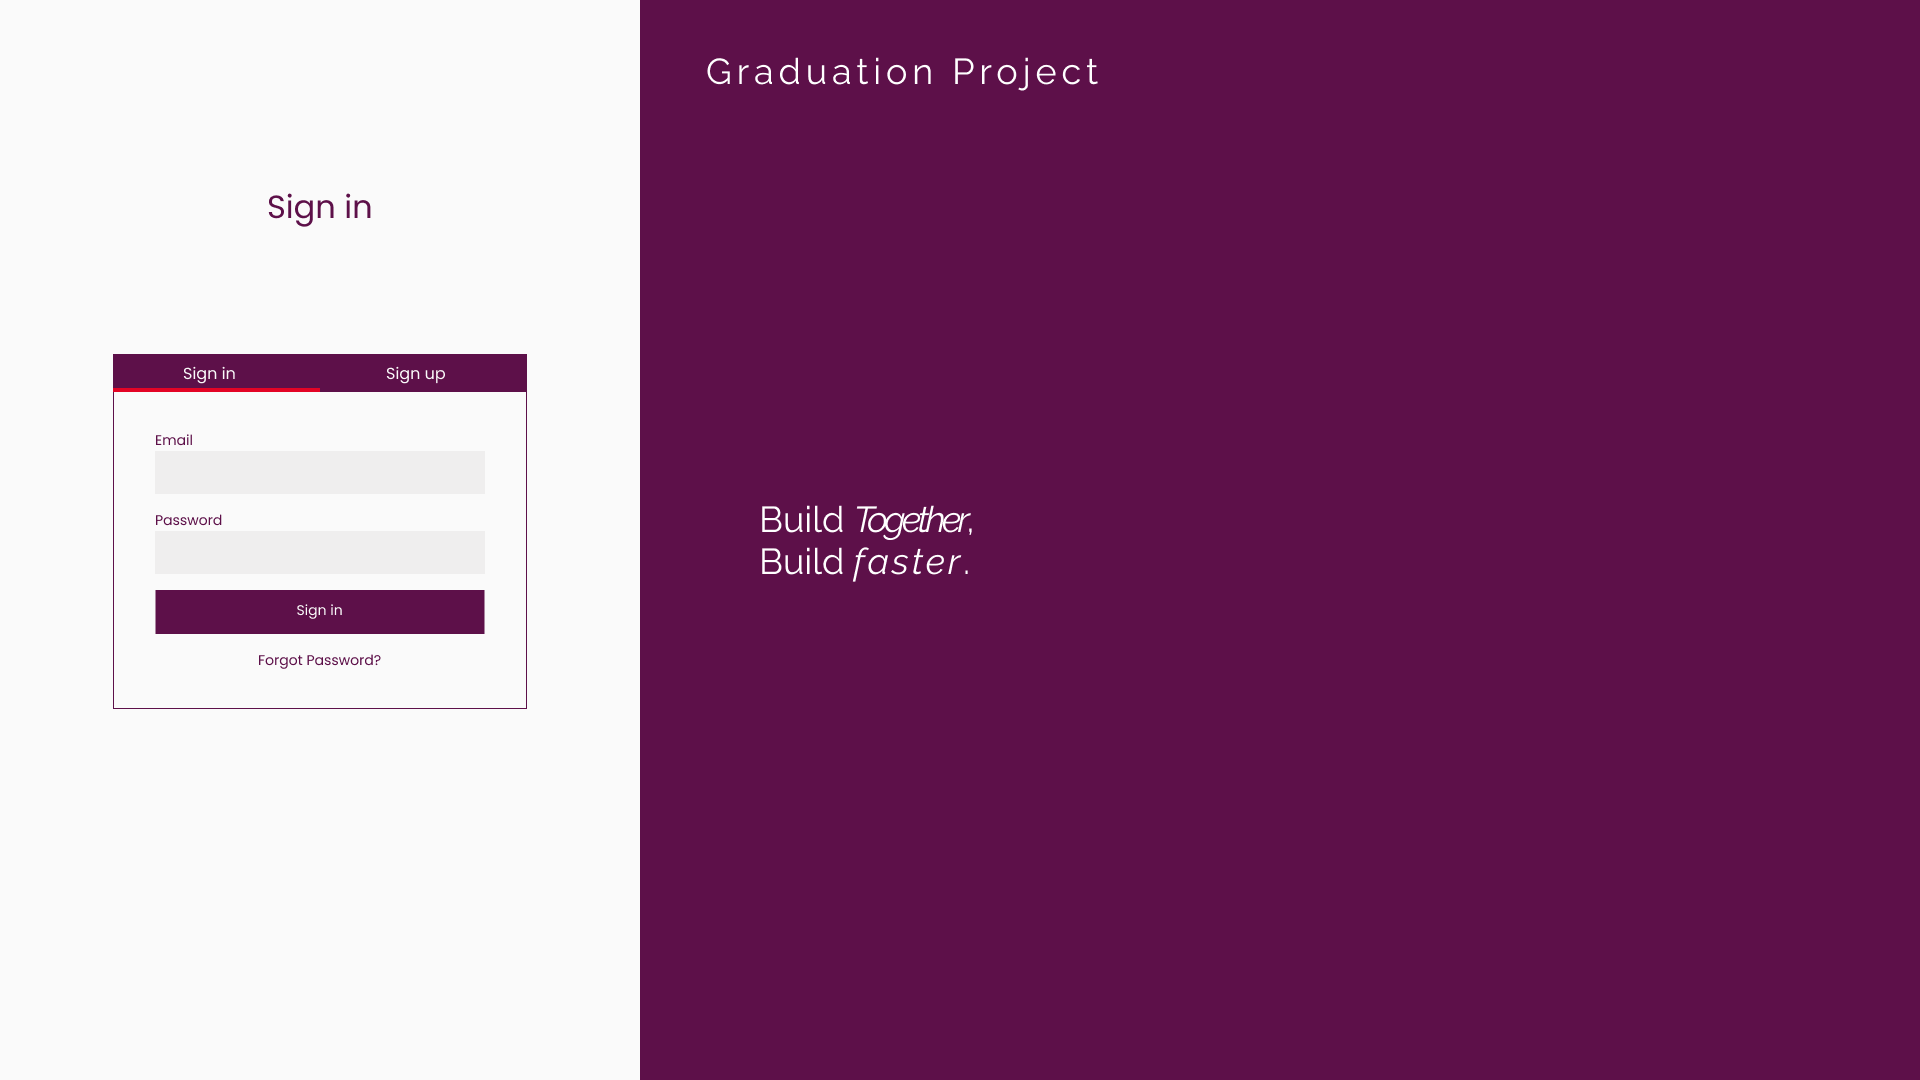 Sign in
Sign in
Sign up
Email
Password
Sign in
Forgot Password?
Graduation Project
Build Together,
Build faster.